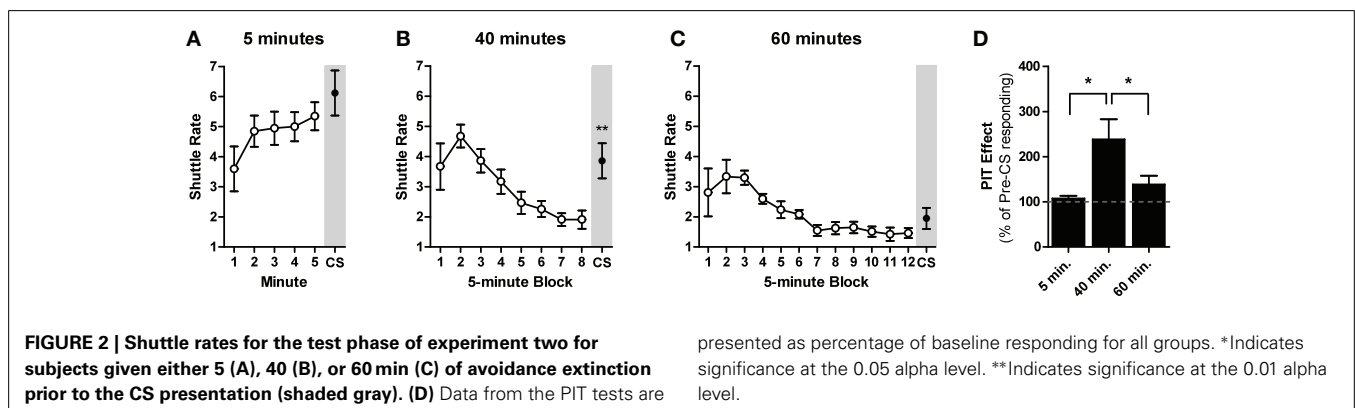 A 5 minutes
7
6
5
4
3
2
1
Shuttle Rate
1 2 3 4 5 CS
Minute
B 40 minutes
7
6
5
4
3
2
1
Shuttle Rate
**
1 2 3 4 5 6 7 8 CS
5-minute Block
C 60 minutes
7
6
5
4
3
2
1
Shuttle Rate
1 2 3 4 5 6 7 8 9 10 11 12 CS
5-minute Block
D
400
300
200
100
0
PIT Effect
(% of Pre-CS responding)
* *
5 min. 40 min. 60 min.
FIGURE 2 | Shuttle rates for the test phase of experiment two for
subjects given either 5 (A), 40 (B), or 60 min (C) of avoidance extinction
prior to the CS presentation (shaded gray). (D) Data from the PIT tests are
presented as percentage of baseline responding for all groups. *Indicates
significance at the 0.05 alpha level. **Indicates significance at the 0.01 alpha
level.